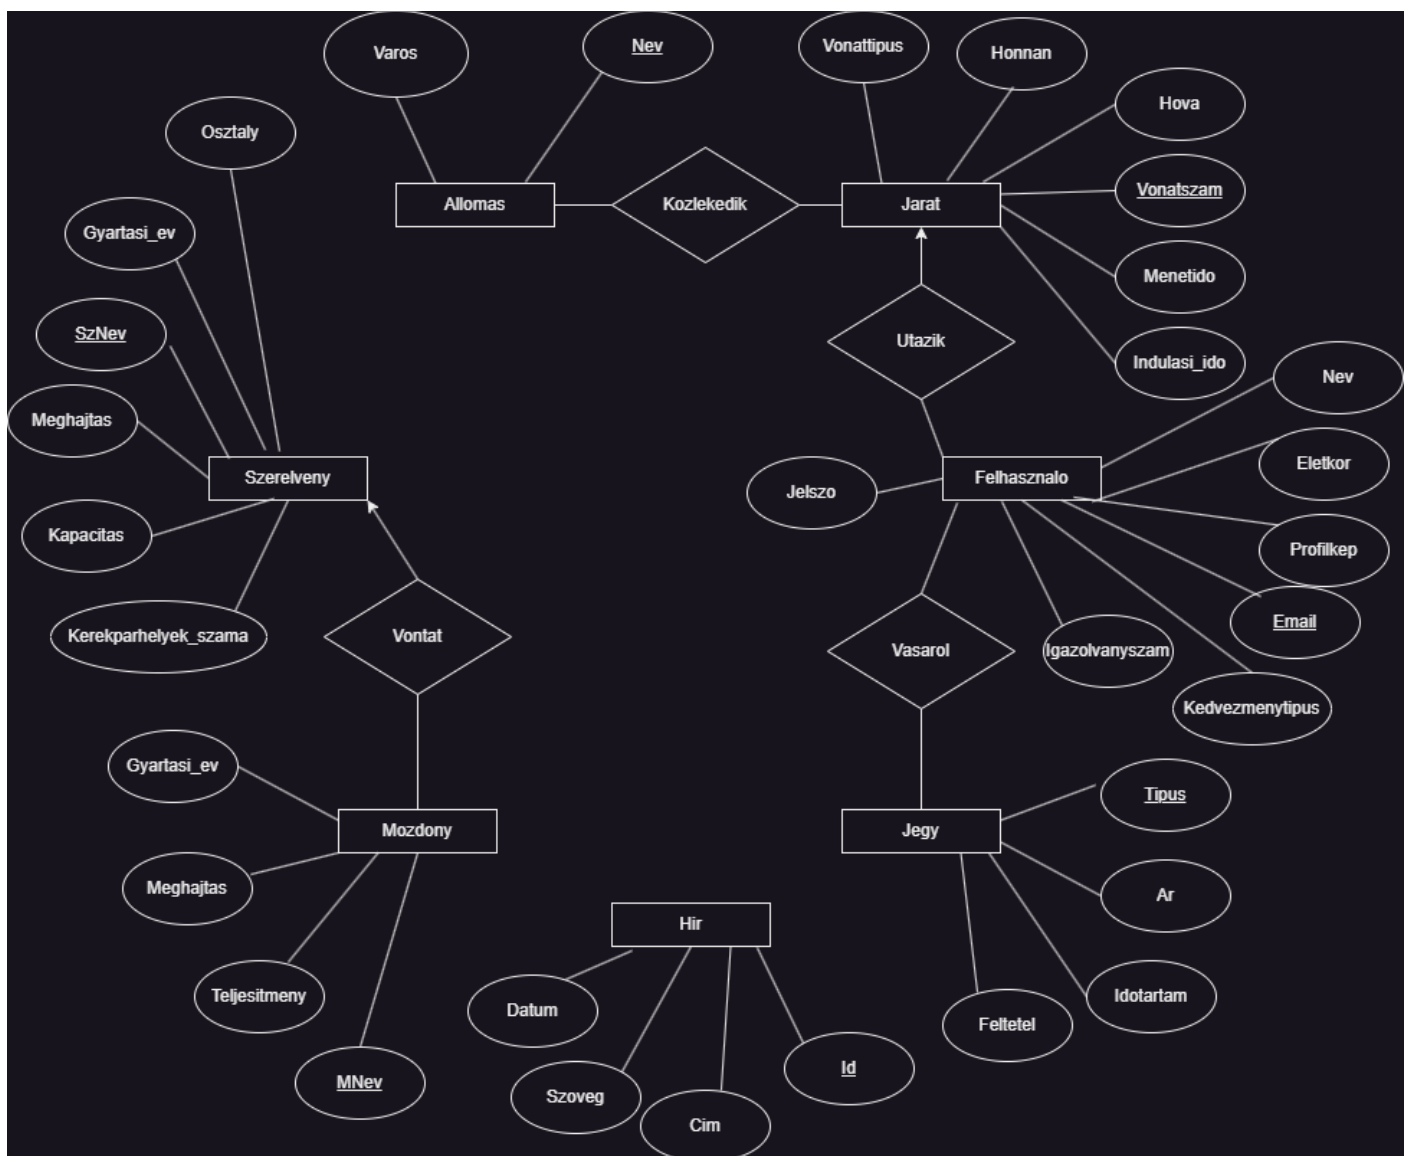 Varos
Nev
Vonattipus
Honnan
Hova
Osztaly
Vonatszam
Allomas
Kozlekedik
Jarat
Gyartasi_ev
Menetido
SzNev
Utazik
Indulasi_ido
Nev
Meghajtas
Eletkor
Szerelveny
Jelszo
Felhasznalo
Kapacitas
Profilkep
Kerekparhelyek_szama
Vontat
Email
Vasarol
Igazolvanyszam
Kedvezmenytipus
Gyartasi_ev
Tipus
Mozdony
Jegy
Meghajtas
Ar
Hir
Teljesitmeny
Idotartam
Datum
Feltetel
MNev
Id
Szoveg
Cim